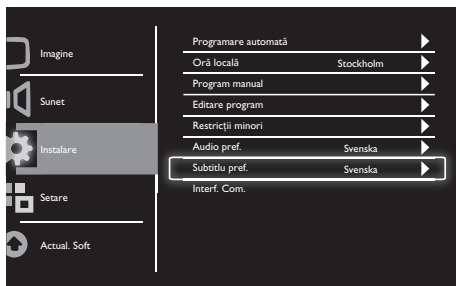 Imagine
Sunet
Instalare
Setare
Actual. Soft
Programare automată
Oră locală Stockholm
Program manual
Editare program
Restricții minori
Audio pref. Svenska
Subtitlu pref. Svenska
Interf. Com.